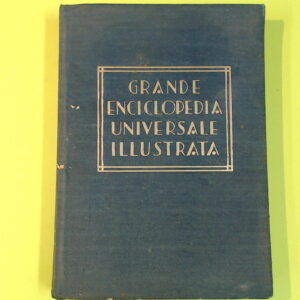 GRANDE
ENCICLOPEDIA
UNIVERSALE
ILLUSTRATA